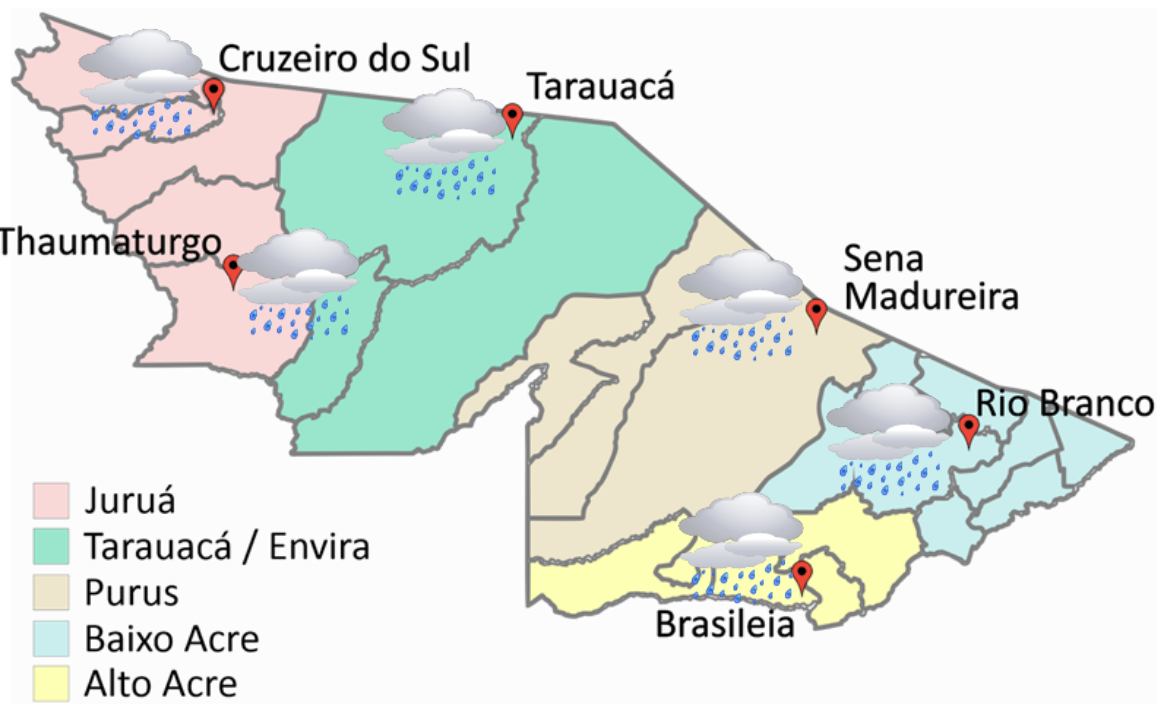 Cruzeiro do Sul
Tarauacá
Thaumaturgo
Sena
Madureira
Rio Branco
Brasileia
Juruá
Tarauacá / Envira
Purus
Baixo Acre
Alto Acre